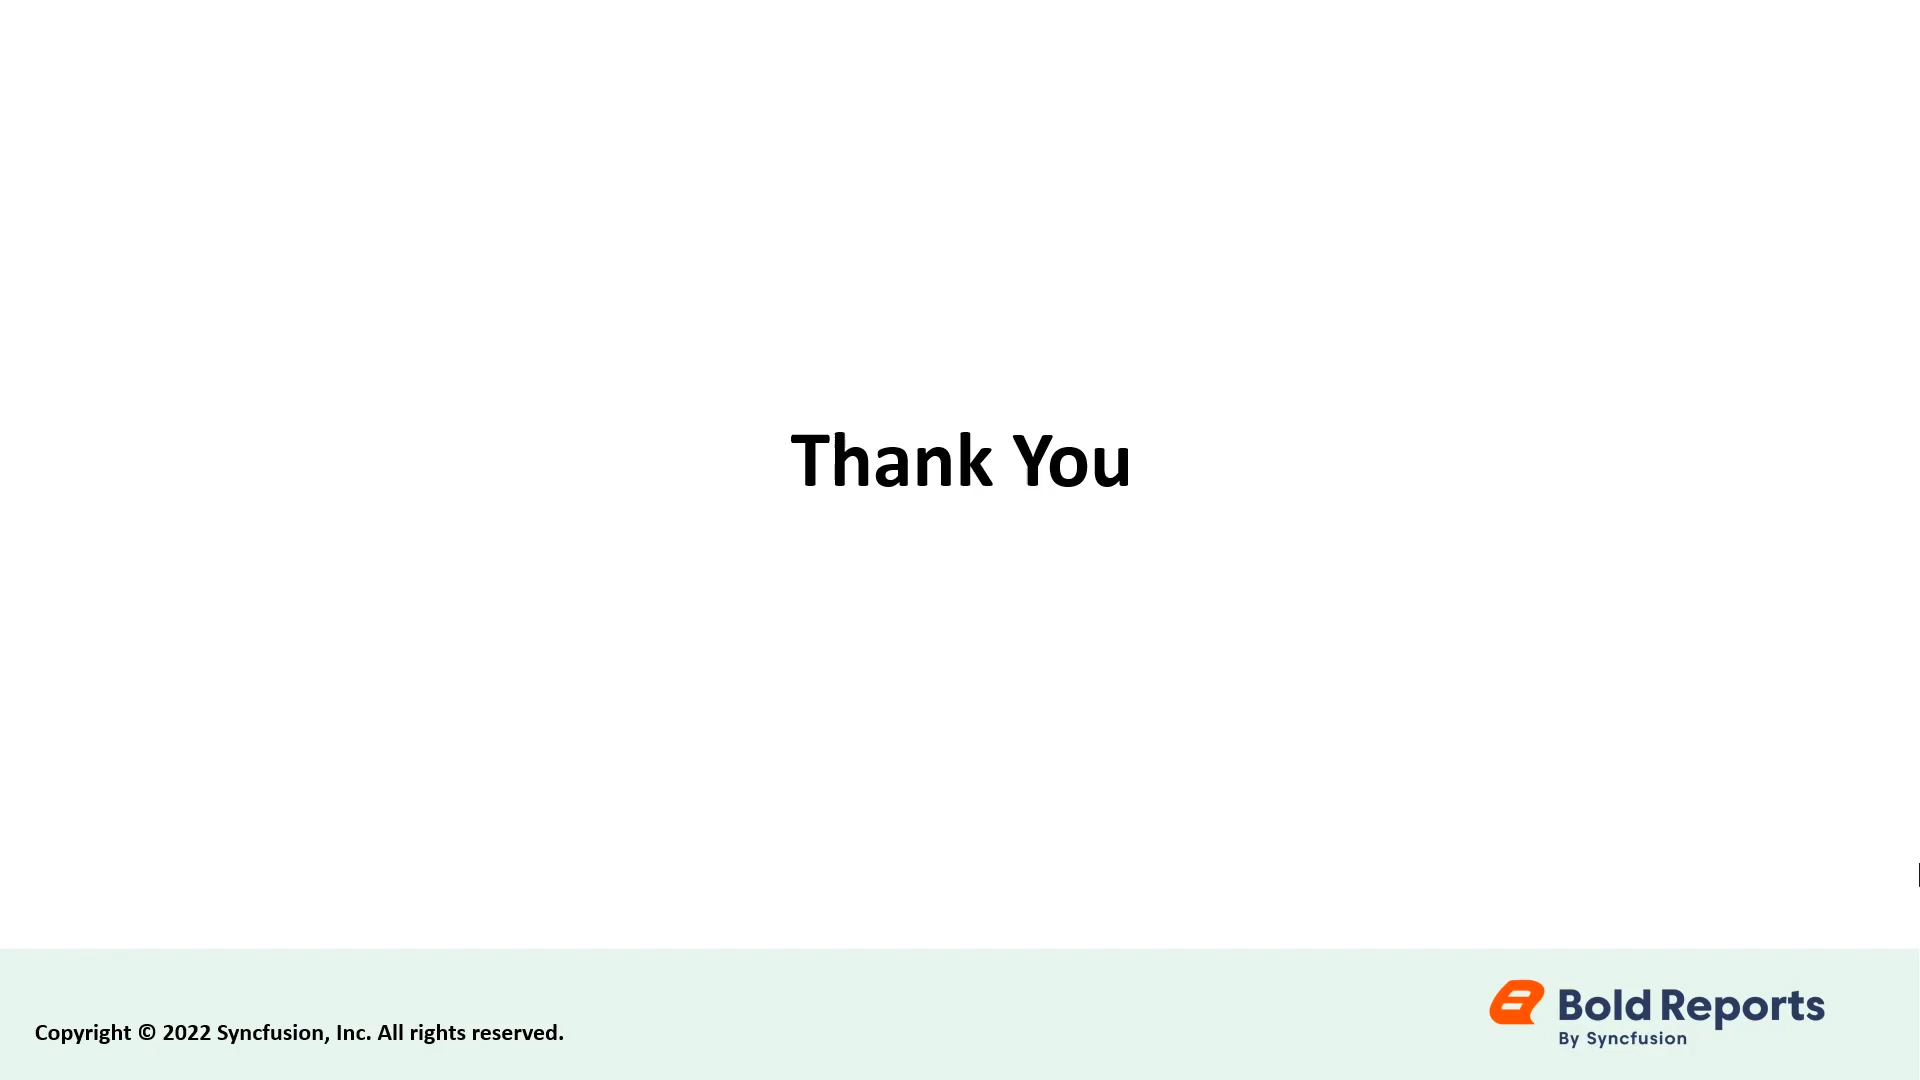 Thank You
Copyright © 2022 Syncfusion, Inc. All rights reserved.
Bold Reports
By Syncfusion